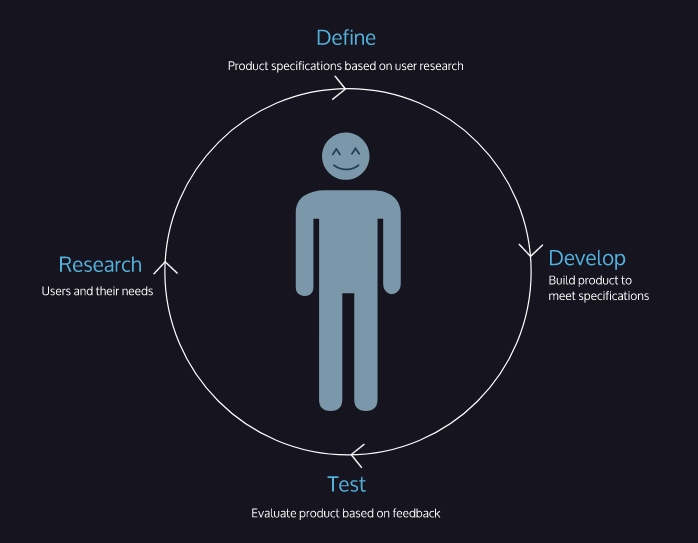 Define
Product specifications based on user research
Research
Users and their needs
Develop
Build product to
meet specifications
Test
Evaluate product based on feedback